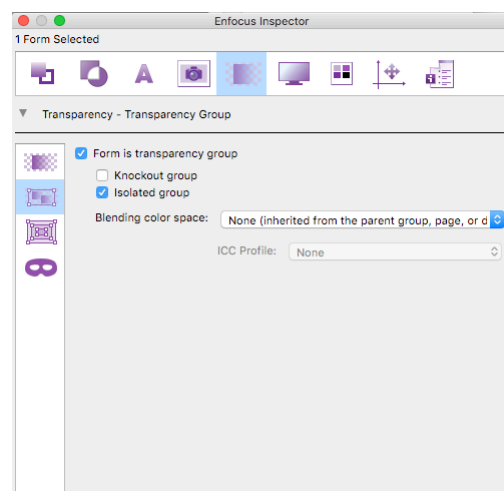 Enfocus Inspector
1 Form Selected
Transparency - Transparency Group
Form is transparency group
Knockout group
Isolated group
Blending color space: None (inherited from the parent group, page, or d
ICC Profile: None